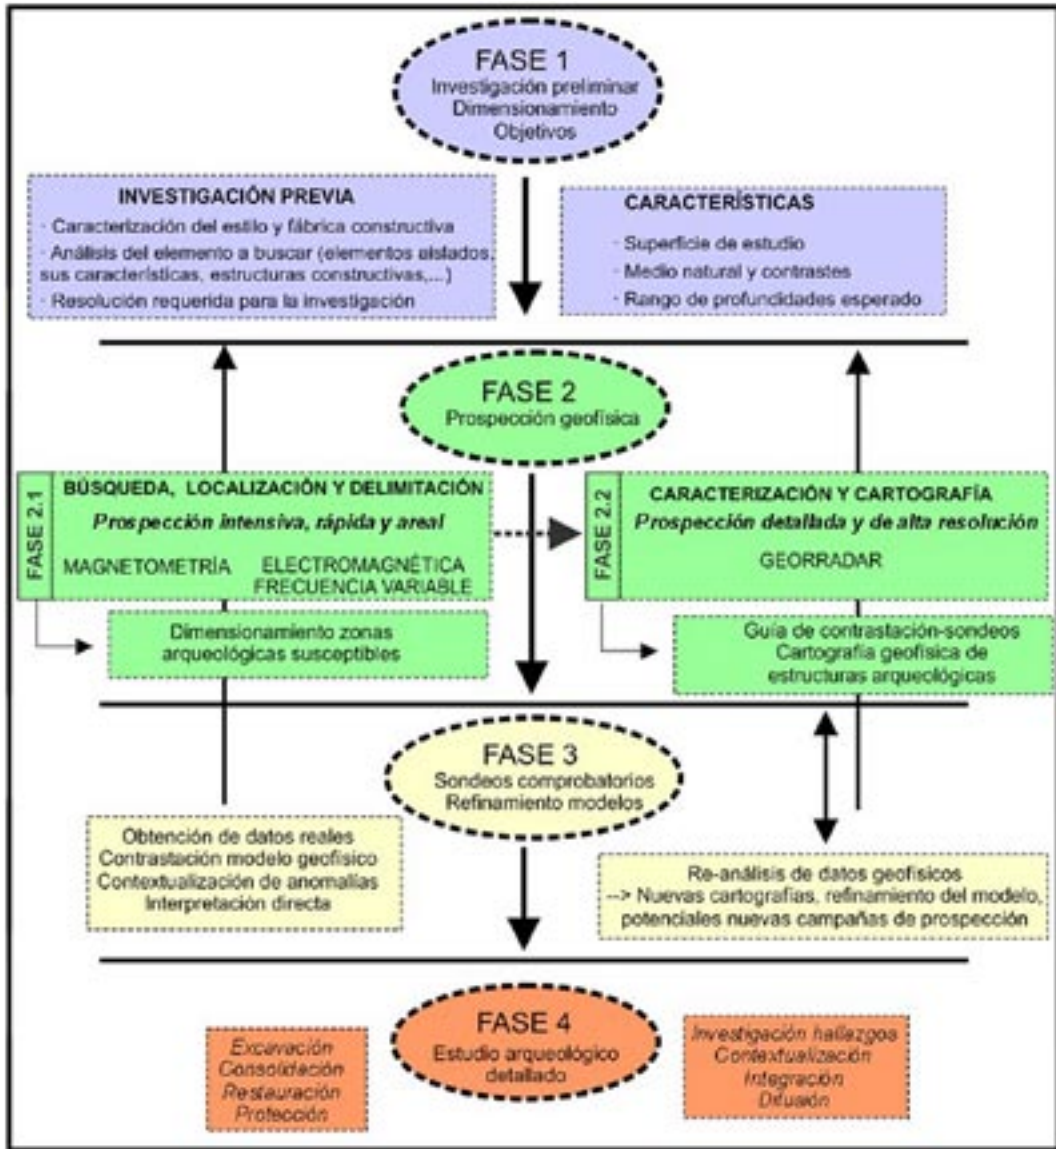 FASE 1
Investigación preliminar
Dimensionamiento
Objetivos
INVESTIGACIÓN PREVIA
· Caracterización del estilo y fábrica constructiva
· Análisis del elemento a buscar (elementos aislados,
sus características, estructuras constructivas,...)
· Resolución requerida para la investigación
CARACTERÍSTICAS
· Superficie de estudio
· Medio natural y contrastes
· Rango de profundidades esperado
FASE 2
Prospección geofísica
FASE 2.1
BÚSQUEDA, LOCALIZACIÓN Y DELIMITACIÓN
Prospección intensiva, rápida y areal
MAGNETOMETRÍA
ELECTROMAGNÉTICA
FRECUENCIA VARIABLE
Dimensionamiento zonas
arqueológicas susceptibles
FASE 2.2
CARACTERIZACIÓN Y CARTOGRAFÍA
Prospección detallada y de alta resolución
GEORRADAR
Guía de contrastación-sondeos
Cartografía geofísica de
estructuras arqueológicas
FASE 3
Sondeos comprobatorios
Refinamiento modelos
Obtención de datos reales
Contrastación modelo geofísico
Contextualización de anomalías
Interpretación directa
Re-análisis de datos geofísicos
--> Nuevas cartografías, refinamiento del modelo,
potenciales nuevas campañas de prospección
FASE 4
Estudio arqueológico
detallado
Excavación
Consolidación
Restauración
Protección
Investigación hallazgos
Contextualización
Integración
Difusión